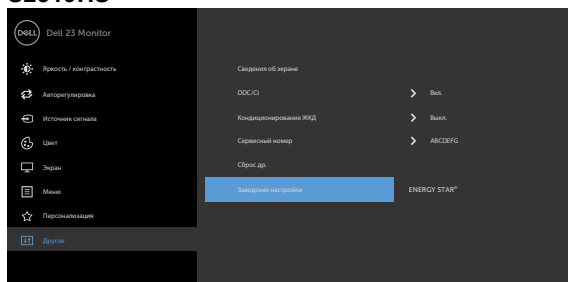 DELL
Dell 23 Monitor
Яркость / контрастность
Авторегулировка
Источник сигнала
Цвет
Экран
Меню
Персонализация
Другое
Сведения об экране
DDC/CI Вкл.
Кондиционирование ЖКД Выкл.
Сервисный номер ABCDEFG
Сброс др.
Заводские настройки ENERGY STAR®